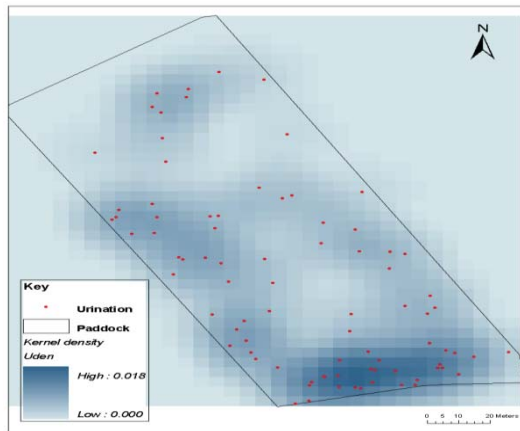 N
Key
Urination
Paddock
Kernel density
Uden
High : 0.018
Low : 0.000
0 5 10 20 Meters